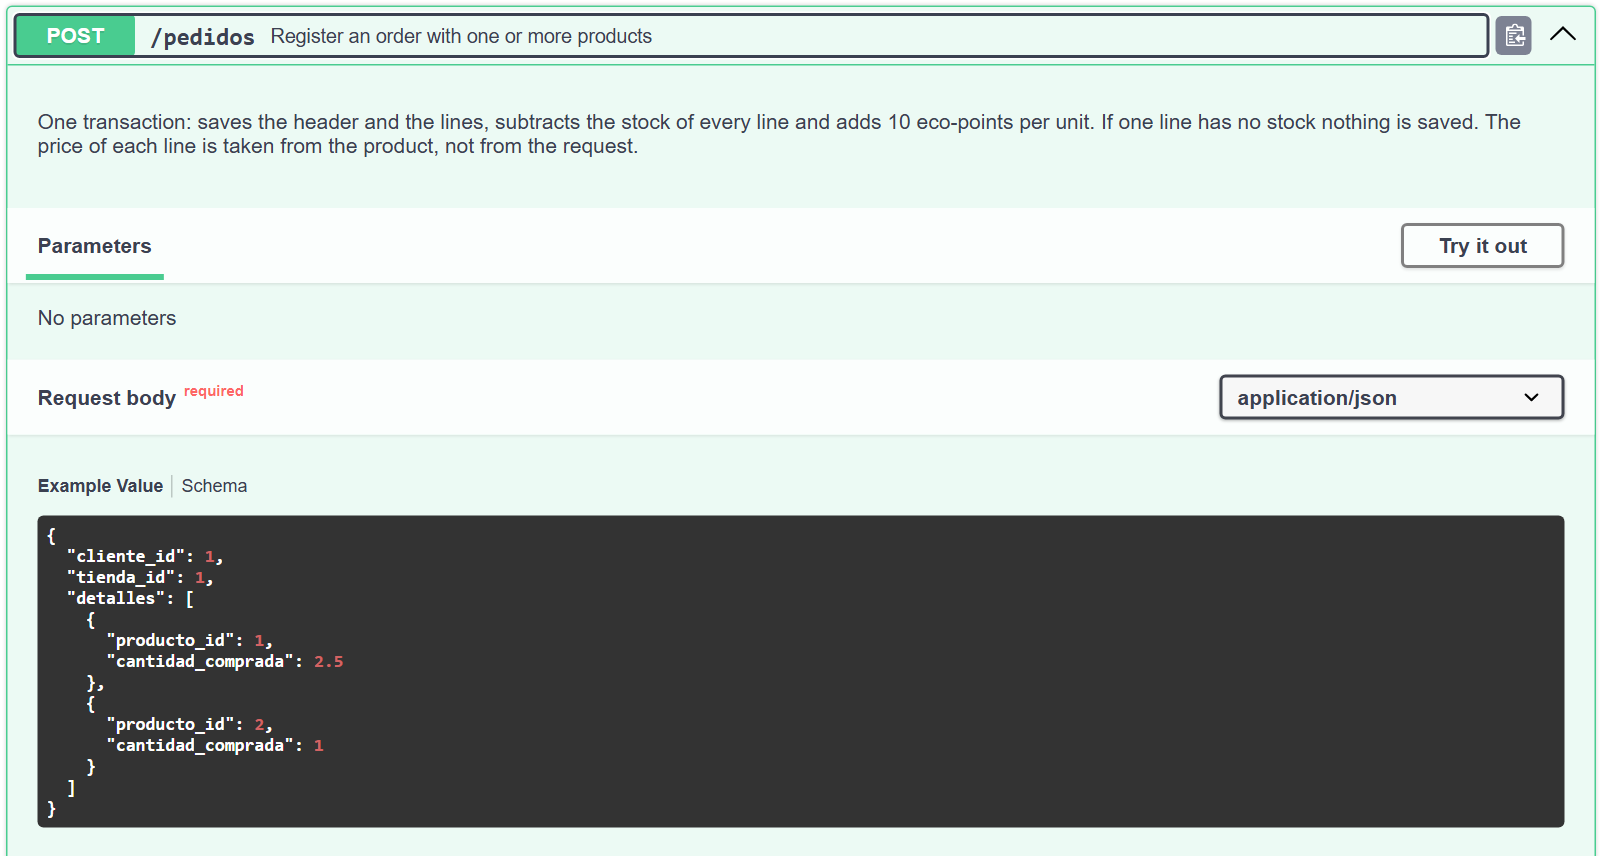 POST /pedidos Register an order with one or more products
One transaction: saves the header and the lines, subtracts the stock of every line and adds 10 eco-points per unit. If one line has no stock nothing is saved. The
price of each line is taken from the product, not from the request.
Parameters
Try it out
No parameters
Request body required
application/json
Example Value | Schema
{
  "cliente_id": 1,
  "tienda_id": 1,
  "detalles": [
    {
      "producto_id": 1,
      "cantidad_comprada": 2.5
    },
    {
      "producto_id": 2,
      "cantidad_comprada": 1
    }
  ]
}